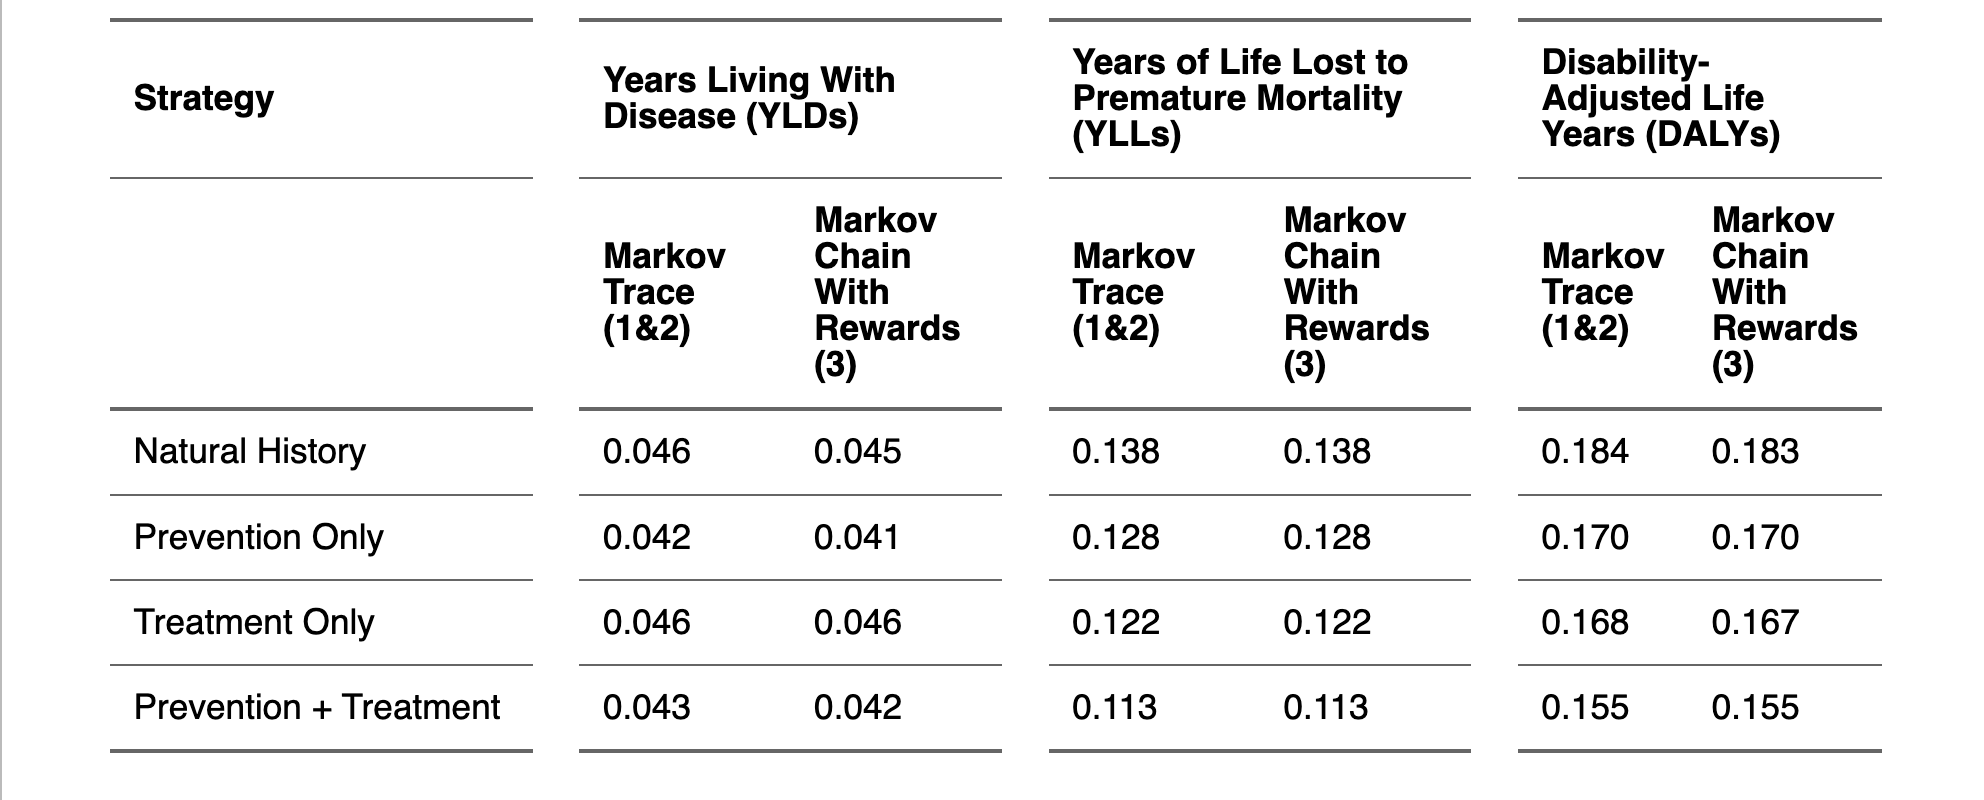 Strategy
Years Living With
Disease (YLDs)
Years of Life Lost to
Premature Mortality
(YLLs)
Disability-
Adjusted Life
Years (DALYs)
Markov
Trace
(1&2)
Markov
Chain
With
Rewards
(3)
Markov
Trace
(1&2)
Markov
Chain
With
Rewards
(3)
Markov
Trace
(1&2)
Markov
Chain
With
Rewards
(3)
Natural History 0.046 0.045 0.138 0.138 0.184 0.183
Prevention Only 0.042 0.041 0.128 0.128 0.170 0.170
Treatment Only 0.046 0.046 0.122 0.122 0.168 0.167
Prevention + Treatment 0.043 0.042 0.113 0.113 0.155 0.155